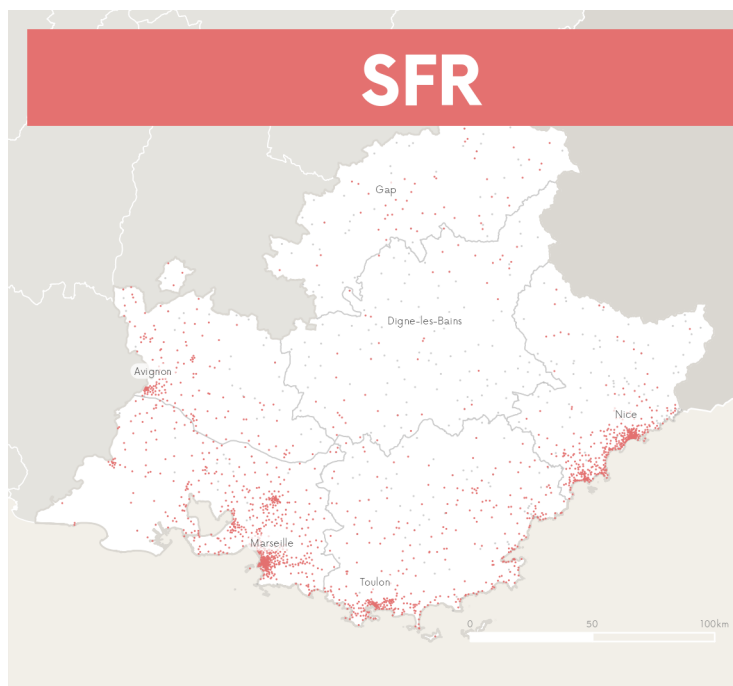 SFR
Gap
Digne-les-Bains
Avignon
Nice
Marseille
Toulon
0 50 100km